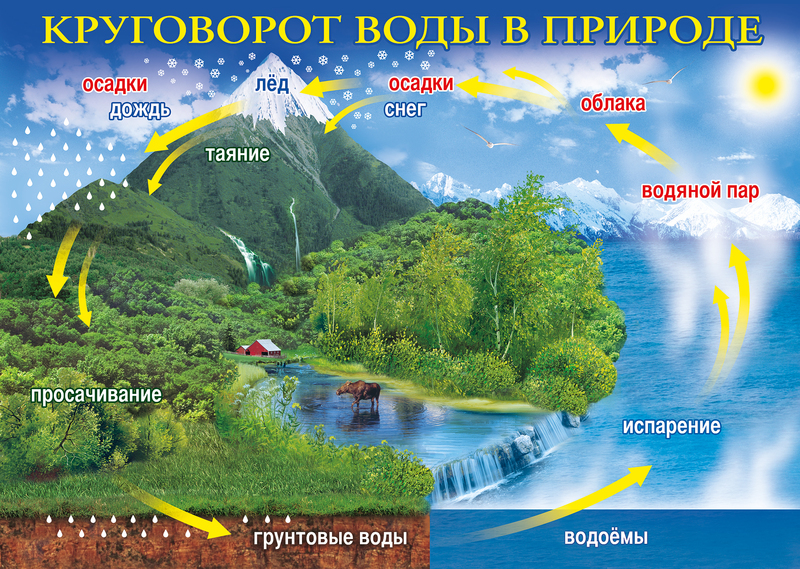 КРУГОВОРОТ ВОДЫ В ПРИРОДЕ
осадки
дождь
лёд
осадки
снег
облака
таяние
водяной пар
просачивание
испарение
грунтовые воды
водоёмы